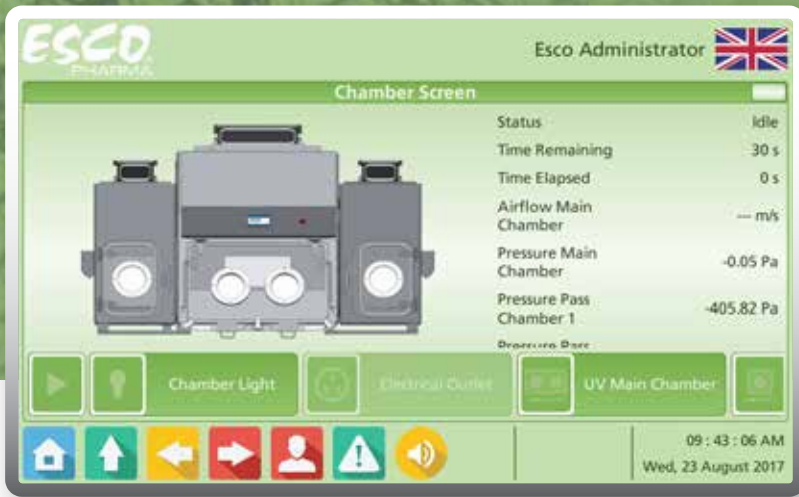 ESCO
PHARMA
Esco Administrator
Chamber Screen
Status Idle
Time Remaining 30 s
Time Elapsed 0 s
Airflow Main
Chamber --- m/s
Pressure Main
Chamber -0.05 Pa
Pressure Pass
Chamber 1 -405.82 Pa
Pressure Pass
Chamber Light Electrical Outlet UV Main Chamber
09 : 43 : 06 AM
Wed, 23 August 2017